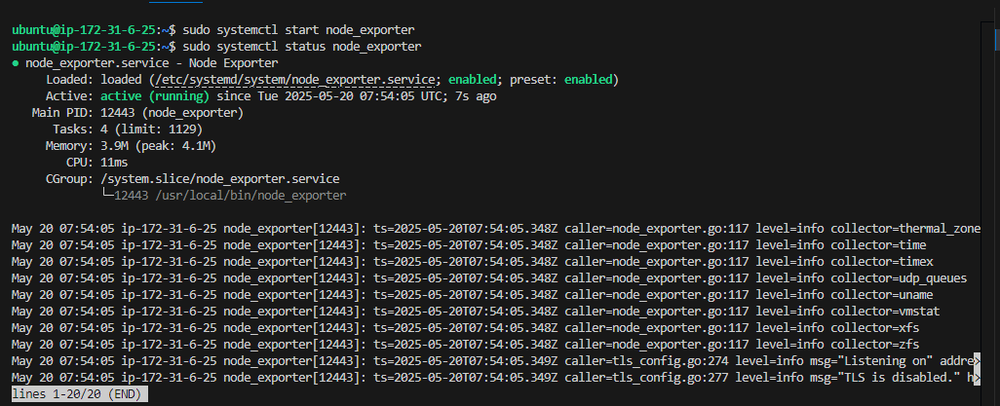 ubuntu@ip-172-31-6-25:~$ sudo systemctl start node_exporter
ubuntu@ip-172-31-6-25:~$ sudo systemctl status node_exporter
● node_exporter.service - Node Exporter
Loaded: loaded (/etc/systemd/system/node_exporter.service; enabled; preset: enabled)
Active: active (running) since Tue 2025-05-20 07:54:05 UTC; 7s ago
Main PID: 12443 (node_exporter)
Tasks: 4 (limit: 1129)
Memory: 3.9M (peak: 4.1M)
CPU: 11ms
CGroup: /system.slice/node_exporter.service
└─12443 /usr/local/bin/node_exporter
May 20 07:54:05 ip-172-31-6-25 node_exporter[12443]: ts=2025-05-20T07:54:05.348Z caller=node_exporter.go:117 level=info collector=thermal_zone
May 20 07:54:05 ip-172-31-6-25 node_exporter[12443]: ts=2025-05-20T07:54:05.348Z caller=node_exporter.go:117 level=info collector=time
May 20 07:54:05 ip-172-31-6-25 node_exporter[12443]: ts=2025-05-20T07:54:05.348Z caller=node_exporter.go:117 level=info collector=timex
May 20 07:54:05 ip-172-31-6-25 node_exporter[12443]: ts=2025-05-20T07:54:05.348Z caller=node_exporter.go:117 level=info collector=udp_queues
May 20 07:54:05 ip-172-31-6-25 node_exporter[12443]: ts=2025-05-20T07:54:05.348Z caller=node_exporter.go:117 level=info collector=uname
May 20 07:54:05 ip-172-31-6-25 node_exporter[12443]: ts=2025-05-20T07:54:05.348Z caller=node_exporter.go:117 level=info collector=vmstat
May 20 07:54:05 ip-172-31-6-25 node_exporter[12443]: ts=2025-05-20T07:54:05.348Z caller=node_exporter.go:117 level=info collector=xfs
May 20 07:54:05 ip-172-31-6-25 node_exporter[12443]: ts=2025-05-20T07:54:05.348Z caller=node_exporter.go:117 level=info collector=zfs
May 20 07:54:05 ip-172-31-6-25 node_exporter[12443]: ts=2025-05-20T07:54:05.349Z caller=tls_config.go:274 level=info msg="Listening on" addre>
May 20 07:54:05 ip-172-31-6-25 node_exporter[12443]: ts=2025-05-20T07:54:05.349Z caller=tls_config.go:277 level=info msg="TLS is disabled." h>
lines 1-20/20 (END)